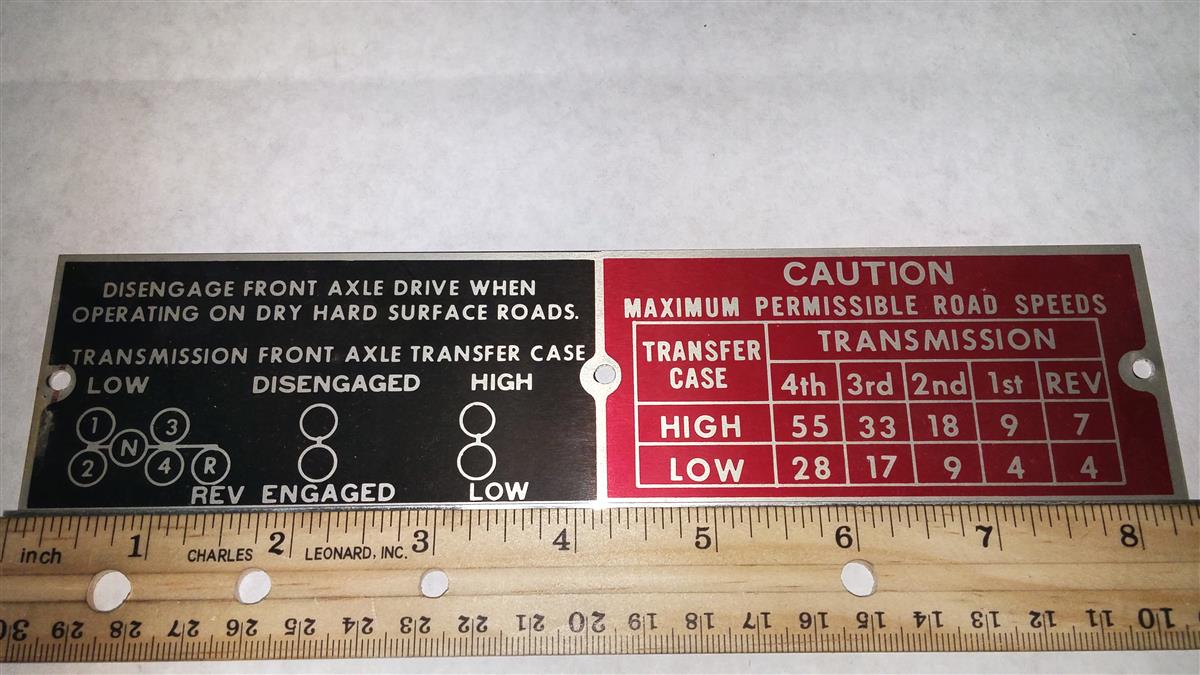 DISENGAGE FRONT AXLE DRIVE WHEN
OPERATING ON DRY HARD SURFACE ROADS.
TRANSMISSION FRONT AXLE TRANSFER CASE
LOW DISENGAGED HIGH
1 3
N
2 4 R
REV ENGAGED LOW
CAUTION
MAXIMUM PERMISSIBLE ROAD SPEEDS
TRANSFER CASE TRANSMISSION
4th 3rd 2nd 1st REV
HIGH 55 33 18 9 7
LOW 28 17 9 4 4
inch 1 CHARLES 2 LEONARD, INC. 3 4 5 6 7 8
30 29 28 27 26 25 24 23 22 21 20 19 18 17 16 15 14 13 12 11 10